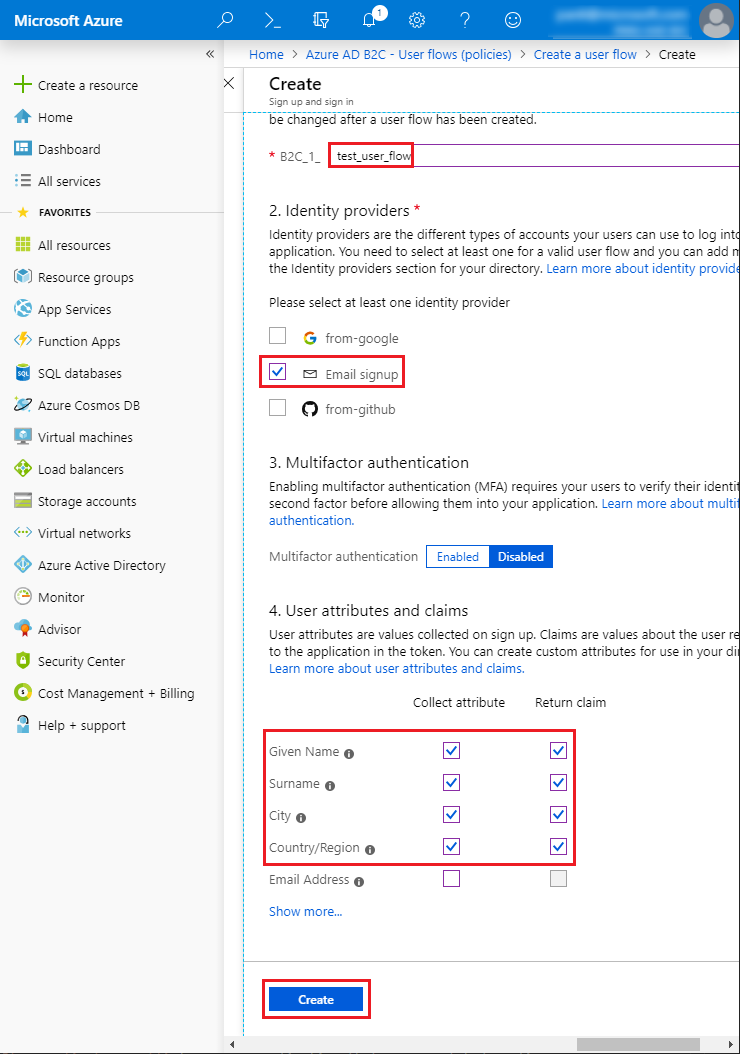 Microsoft Azure
1
«
Home > Azure AD B2C - User flows (policies) > Create a user flow > Create
Create a resource
Home
Dashboard
All services
FAVORITES
All resources
Resource groups
App Services
Function Apps
SQL databases
Azure Cosmos DB
Virtual machines
Load balancers
Storage accounts
Virtual networks
Azure Active Directory
Monitor
Advisor
Security Center
Cost Management + Billing
Help + support
Create
Sign up and sign in
be changed after a user flow has been created.
* B2C_1_ test_user_flow
2. Identity providers *
Identity providers are the different types of accounts your users can use to log into
application. You need to select at least one for a valid user flow and you can add m
the Identity providers section for your directory. Learn more about identity provide
Please select at least one identity provider
from-google
Email signup
from-github
3. Multifactor authentication
Enabling multifactor authentication (MFA) requires your users to verify their identit
second factor before allowing them into your application. Learn more about multif
authentication.
Multifactor authentication Enabled Disabled
4. User attributes and claims
User attributes are values collected on sign up. Claims are values about the user re
to the application in the token. You can create custom attributes for use in your dir
Learn more about user attributes and claims.
Collect attribute Return claim
Given Name
Surname
City
Country/Region
Email Address
Show more...
Create